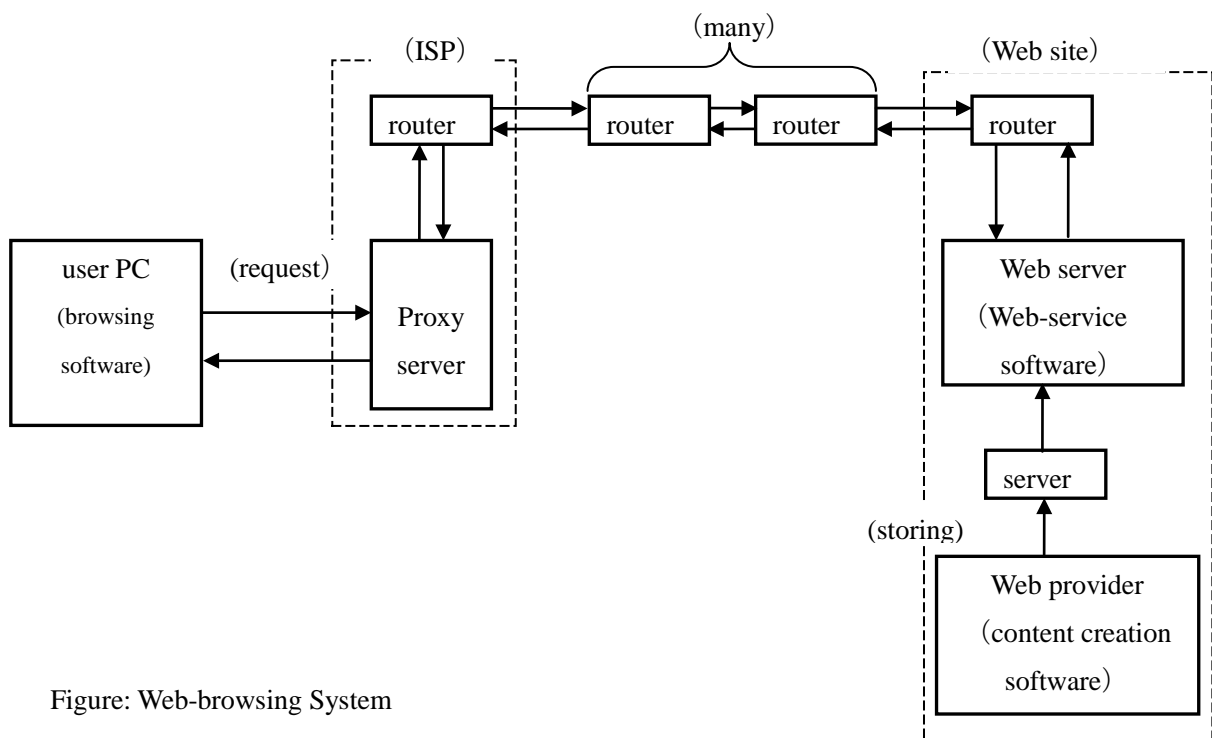 (many)
(ISP)
(Web site)
router
router
router
router
user PC
(browsing
software)
(request)
Proxy
server
Web server
(Web-service
software)
server
(storing)
Web provider
(content creation
software)
Figure: Web-browsing System